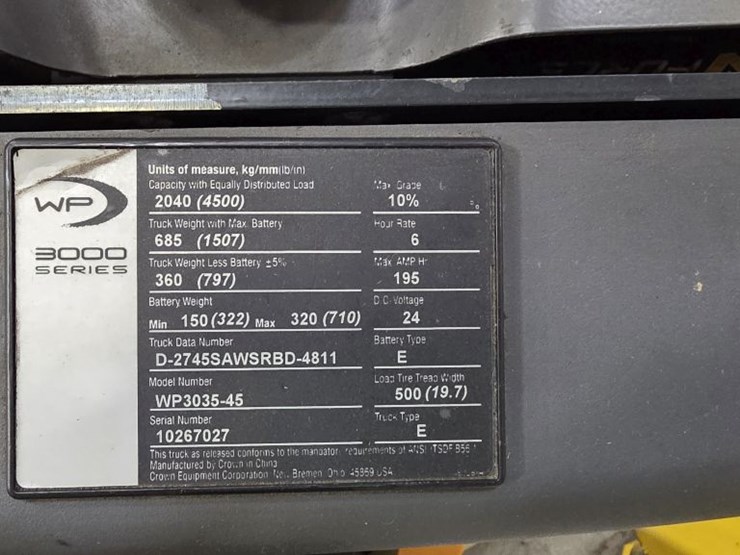 WP
3000
SERIES
Units of measure, kg/mm(lb/in)
Capacity with Equally Distributed Load
2040 (4500)
Max Grade
10%
Truck Weight with Max. Battery
685 (1507)
Hour Rate
6
Truck Weight Less Battery ±5%
360 (797)
Max AMP Hr
195
Battery Weight
Min 150 (322) Max 320 (710)
D.C. Voltage
24
Truck Data Number
D-2745SAWSRBD-4811
Battery Type
E
Model Number
WP3035-45
Load Tire Tread Width
500 (19.7)
Serial Number
10267027
Truck Type
E
This truck as released conforms to the mandatory requirements of ANSI ITSDF B56.1
Manufactured by Crown in China
Crown Equipment Corporation New Bremen Ohio 45869 USA